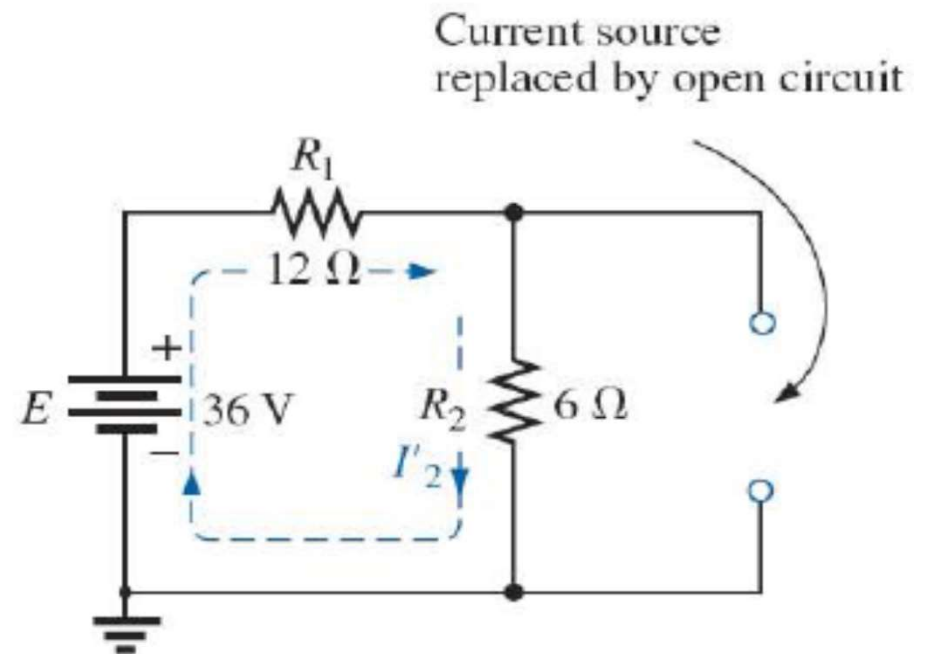 Current source
replaced by open circuit
R₁
12 Ω
+
E
36 V
R₂
6 Ω
−
I'₂